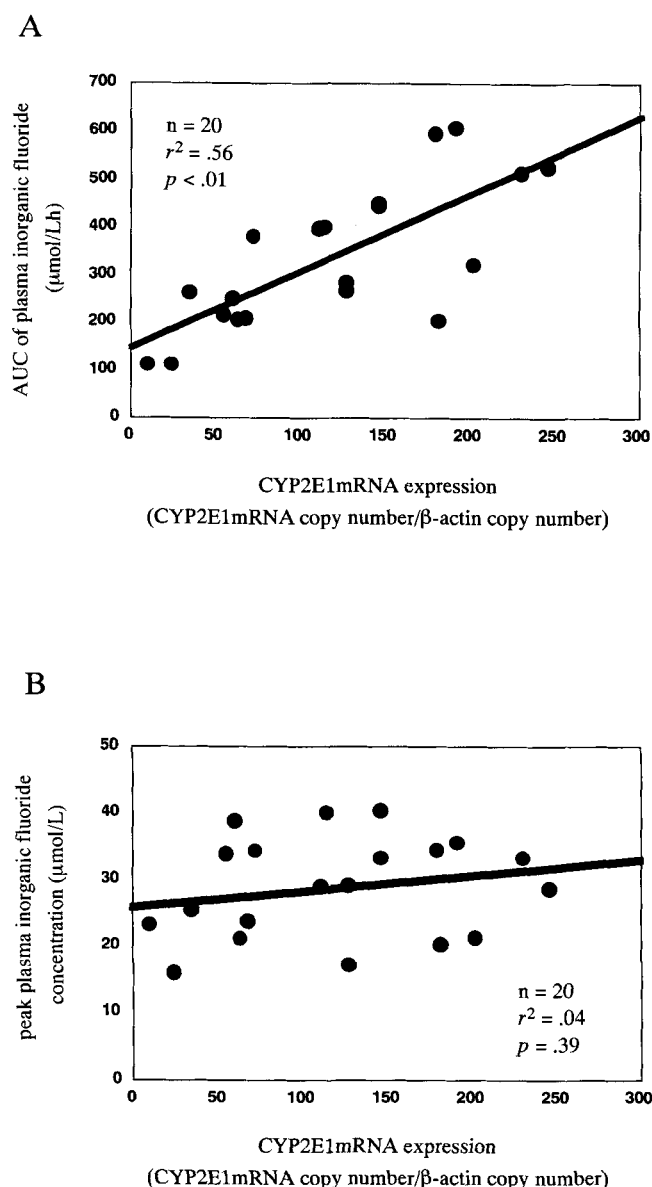 A
AUC of plasma inorganic fluoride
(μmol/Lh)
700
600
500
400
300
200
100
0
n = 20
r² = .56
p < .01
0 50 100 150 200 250 300
CYP2E1mRNA expression
(CYP2E1mRNA copy number/β-actin copy number)
B
peak plasma inorganic fluoride
concentration (μmol/L)
50
40
30
20
10
0
n = 20
r² = .04
p = .39
0 50 100 150 200 250 300
CYP2E1mRNA expression
(CYP2E1mRNA copy number/β-actin copy number)